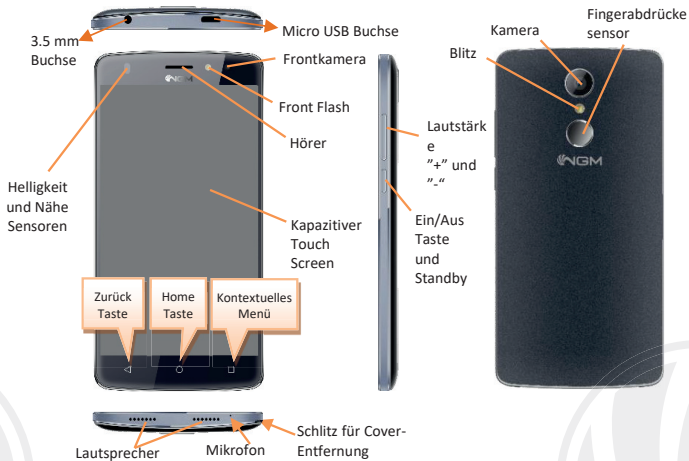 3.5 mm
Buchse
Micro USB Buchse
Frontkamera
Front Flash
Hörer
Helligkeit
und Nähe
Sensoren
Kapazitiver
Touch
Screen
NGM
Zurück
Taste
Home
Taste
Kontextuelles
Menü
Lautsprecher
Mikrofon
Schlitz für Cover-
Entfernung
Lautstärk
e
"+" und
"-"
Ein/Aus
Taste
und
Standby
Kamera
Fingerabdrücke
sensor
Blitz
NGM